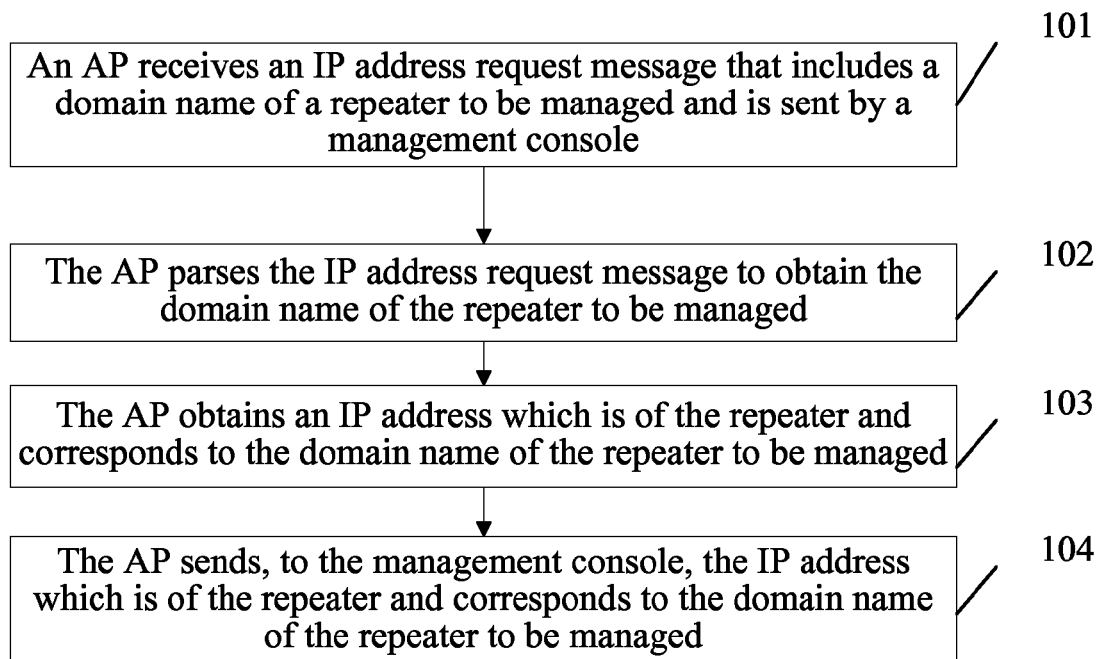 101
An AP receives an IP address request message that includes a
domain name of a repeater to be managed and is sent by a
management console
102
The AP parses the IP address request message to obtain the
domain name of the repeater to be managed
103
The AP obtains an IP address which is of the repeater and
corresponds to the domain name of the repeater to be managed
104
The AP sends, to the management console, the IP address
which is of the repeater and corresponds to the domain name
of the repeater to be managed